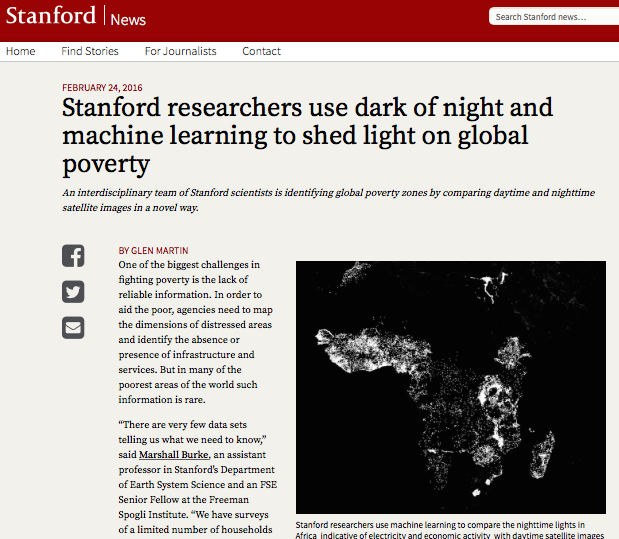 Stanford | News
Search Stanford news...
Home Find Stories For Journalists Contact
FEBRUARY 24, 2016
Stanford researchers use dark of night and
machine learning to shed light on global
poverty
An interdisciplinary team of Stanford scientists is identifying global poverty zones by comparing daytime and nighttime
satellite images in a novel way.
BY GLEN MARTIN
One of the biggest challenges in
fighting poverty is the lack of
reliable information. In order to
aid the poor, agencies need to map
the dimensions of distressed areas
and identify the absence or
presence of infrastructure and
services. But in many of the
poorest areas of the world such
information is rare.
“There are very few data sets
telling us what we need to know,”
said Marshall Burke, an assistant
professor in Stanford’s Department
of Earth System Science and an FSE
Senior Fellow at the Freeman
Spogli Institute. “We have surveys
of a limited number of households
Stanford researchers use machine learning to compare the nighttime lights in
Africa, indicative of electricity and economic activity, with daytime satellite images